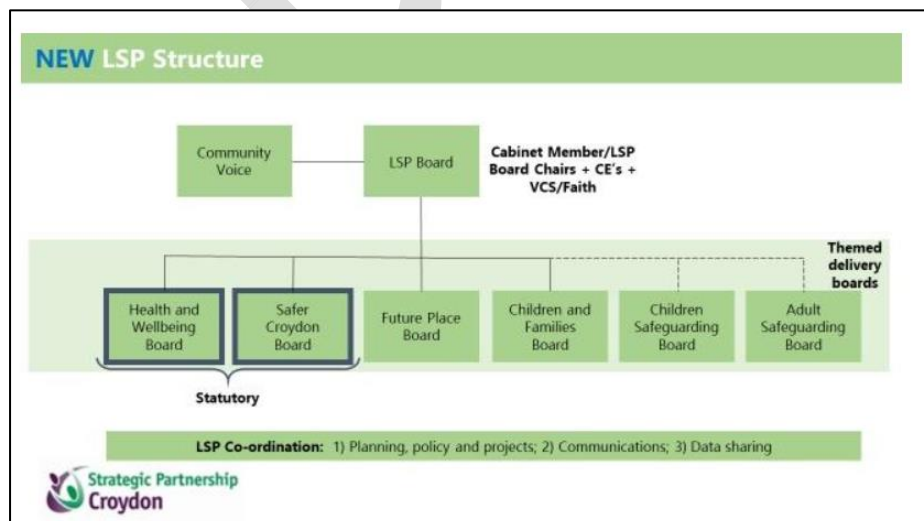 NEW LSP Structure
Community
Voice
LSP Board
Cabinet Member/LSP
Board Chairs + CE's +
VCS/Faith
Themed
delivery
boards
Health and
Wellbeing
Board
Safer
Croydon
Board
Future Place
Board
Children and
Families
Board
Children
Safeguarding
Board
Adult
Safeguarding
Board
Statutory
LSP Co-ordination: 1) Planning, policy and projects; 2) Communications; 3) Data sharing
Strategic Partnership
Croydon